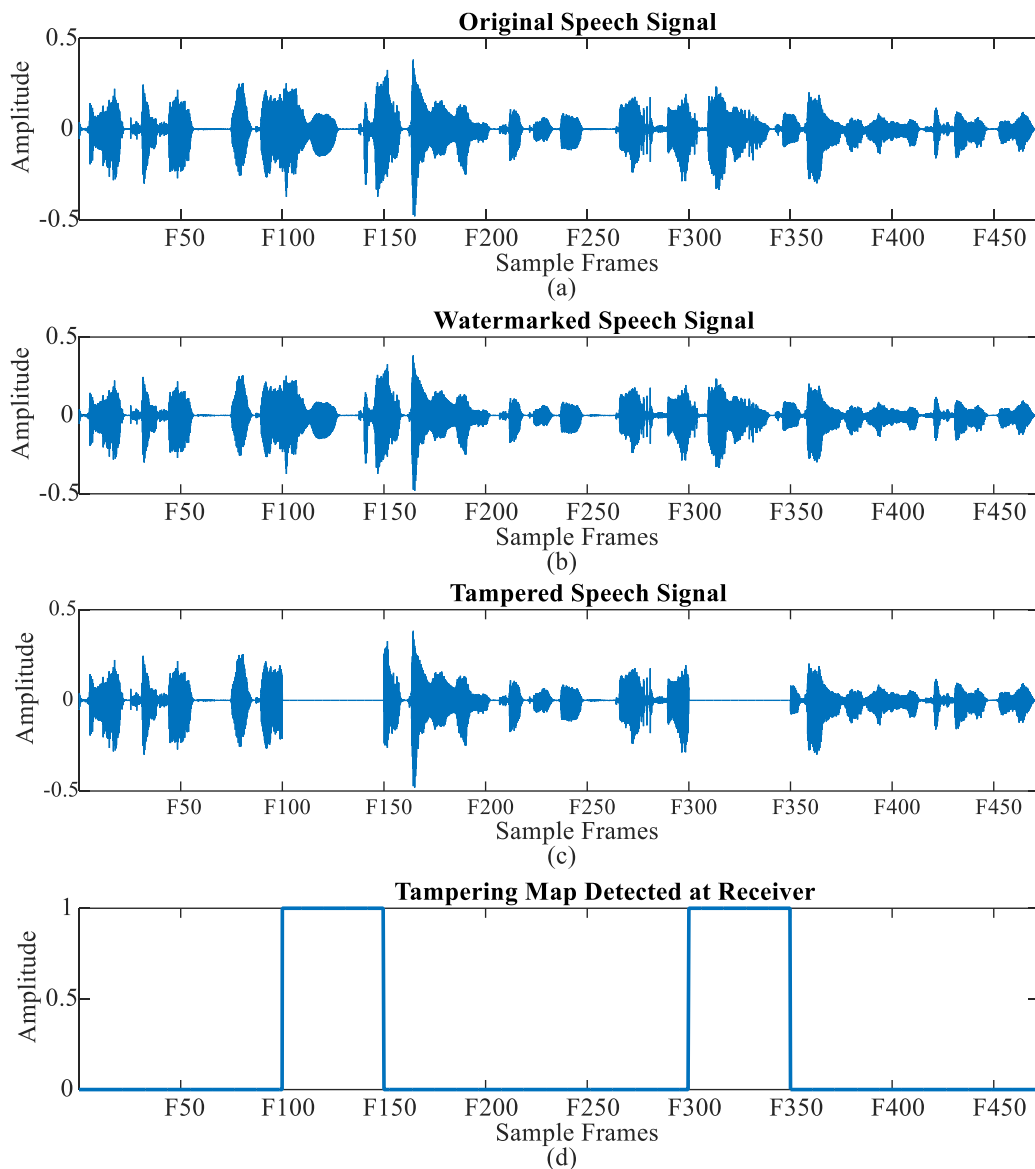 Original Speech Signal
0.5
0
-0.5
Amplitude
F50 F100 F150 F200 F250 F300 F350 F400 F450
Sample Frames
(a)
Watermarked Speech Signal
0.5
0
-0.5
Amplitude
F50 F100 F150 F200 F250 F300 F350 F400 F450
Sample Frames
(b)
Tampered Speech Signal
0.5
0
-0.5
Amplitude
F50 F100 F150 F200 F250 F300 F350 F400 F450
Sample Frames
(c)
Tampering Map Detected at Receiver
1
0.5
0
Amplitude
F50 F100 F150 F200 F250 F300 F350 F400 F450
Sample Frames
(d)